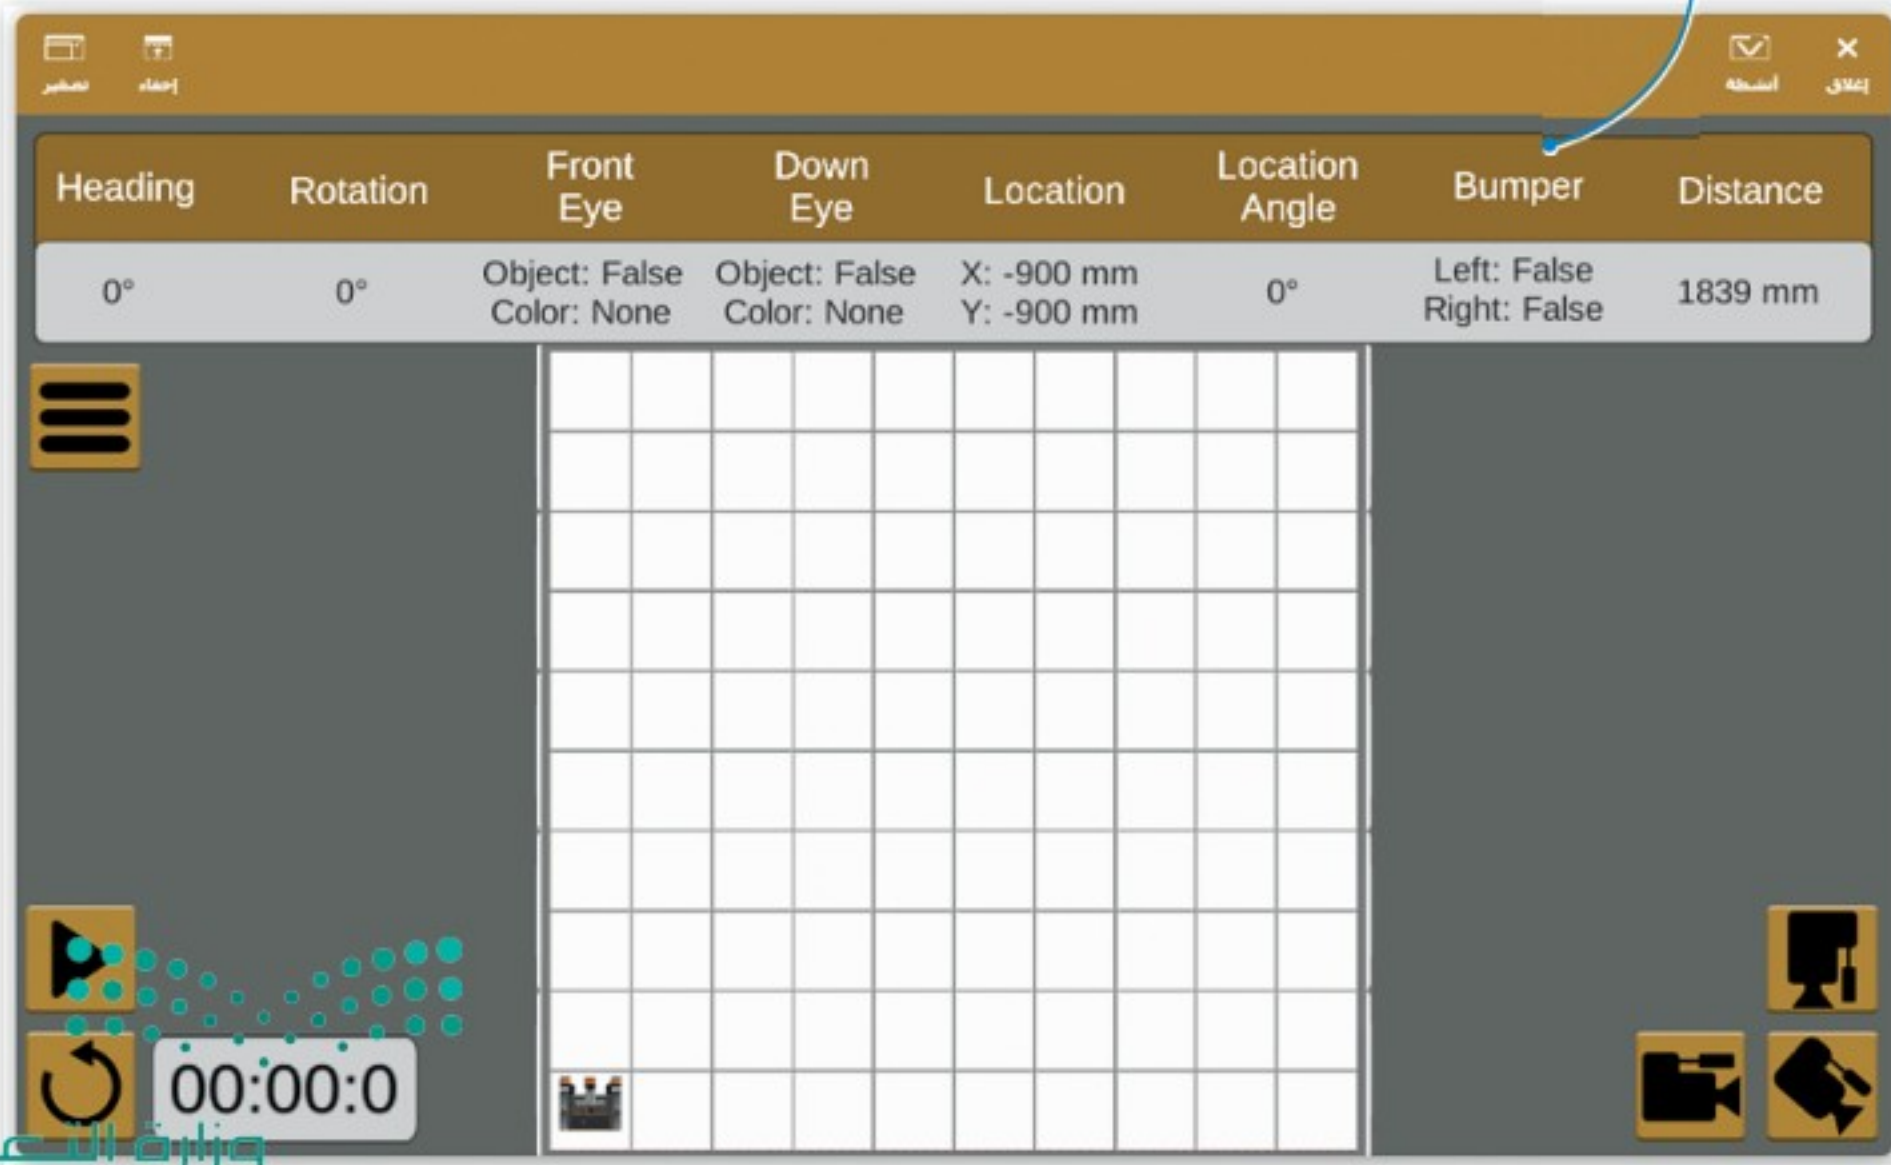 تصغير
إخفاء
أنشطة
إغلاق
Heading
Rotation
Front
Eye
Down
Eye
Location
Location
Angle
Bumper
Distance
0°
0°
Object: False
Color: None
Object: False
Color: None
X: -900 mm
Y: -900 mm
0°
Left: False
Right: False
1839 mm
00:00:0
وزارة التع